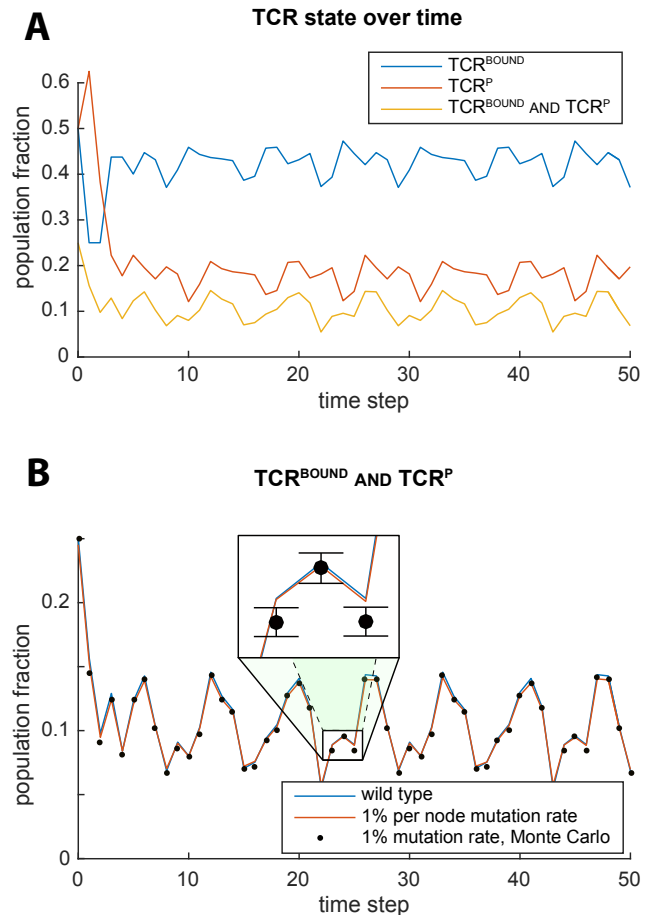 A
TCR state over time
TCR^BOUND
TCR^P
TCR^BOUND AND TCR^P
population fraction
0.6
0.5
0.4
0.3
0.2
0.1
0
0 10 20 30 40 50
time step
B
TCR^BOUND AND TCR^P
population fraction
0.2
0.1
0
wild type
1% per node mutation rate
1% mutation rate, Monte Carlo
0 10 20 30 40 50
time step